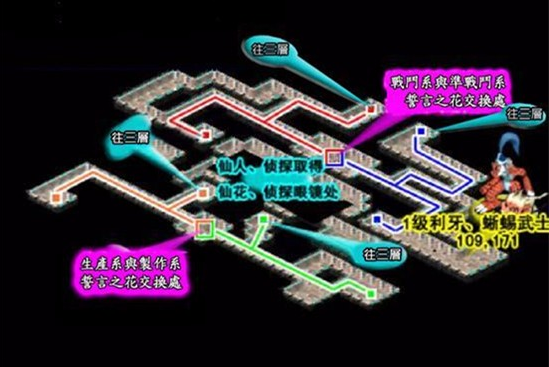 往三層
戰鬥系與準戰鬥系
誓言之花交換處
往三層
往三層
仙人、侦探取得
仙花、侦探眼镜处
1级利牙、蜥蜴武士
109,171
往三層
生產系與製作系
誓言之花交換處